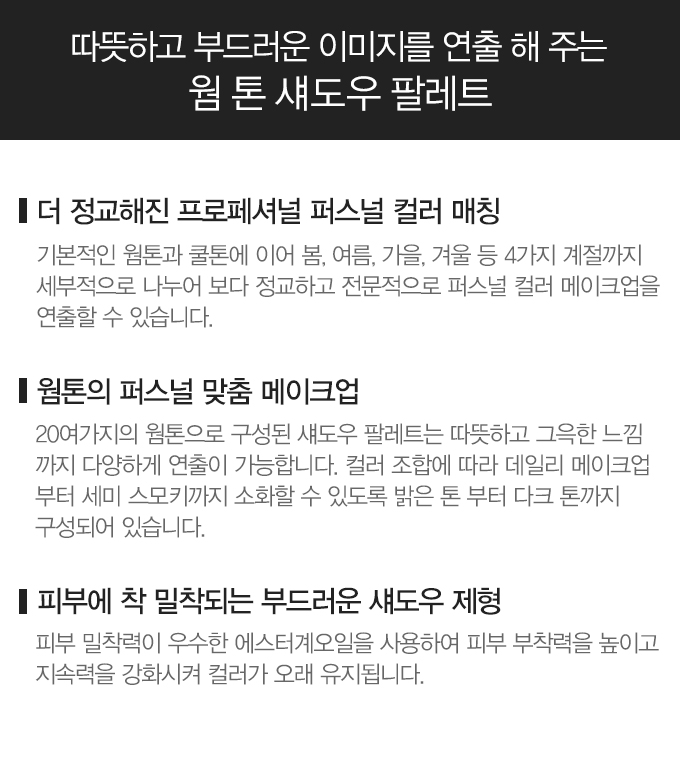 따뜻하고 부드러운 이미지를 연출 해 주는
웜 톤 섀도우 팔레트
더 정교해진 프로페셔널 퍼스널 컬러 매칭
기본적인 웜톤과 쿨톤에 이어 봄, 여름, 가을, 겨울 등 4가지 계절까지
세부적으로 나누어 보다 정교하고 전문적으로 퍼스널 컬러 메이크업을
연출할 수 있습니다.
웜톤의 퍼스널 맞춤 메이크업
20여가지의 웜톤으로 구성된 섀도우 팔레트는 따뜻하고 그윽한 느낌
까지 다양하게 연출이 가능합니다. 컬러 조합에 따라 데일리 메이크업
부터 세미 스모키까지 소화할 수 있도록 밝은 톤 부터 다크 톤까지
구성되어 있습니다.
피부에 착 밀착되는 부드러운 섀도우 제형
피부 밀착력이 우수한 에스터계오일을 사용하여 피부 부착력을 높이고
지속력을 강화시켜 컬러가 오래 유지됩니다.